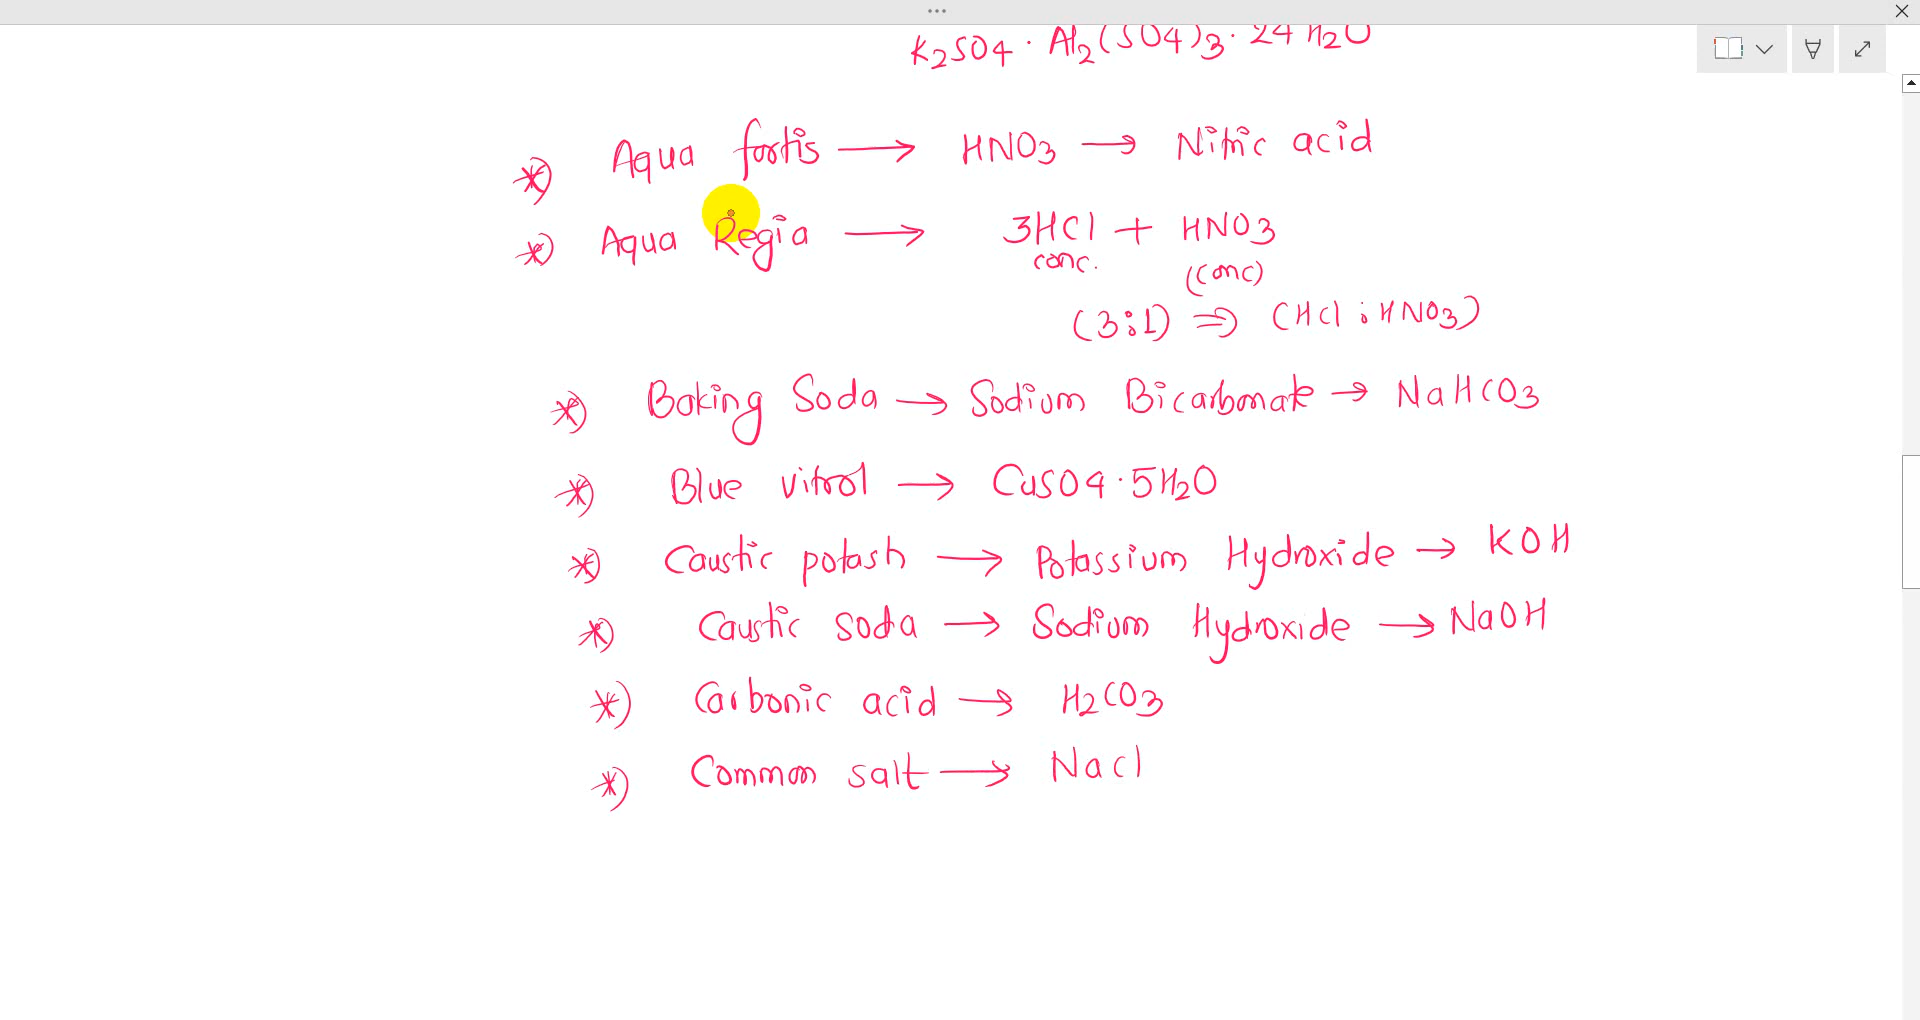 K2SO4 · Al2(SO4)3 · 24 H2O
*) Aqua fortis → HNO3 → Nitric acid
*) Aqua Regia → 3HCl + HNO3
conc. (conc)
(3:1) ⇒ (HCl : HNO3)
*) Baking Soda → Sodium Bicarbonate → NaHCO3
*) Blue vitrol → CuSO4 · 5H2O
*) Caustic potash → Potassium Hydroxide → KOH
*) Caustic soda → Sodium Hydroxide → NaOH
*) Carbonic acid → H2CO3
*) Common salt → Nacl